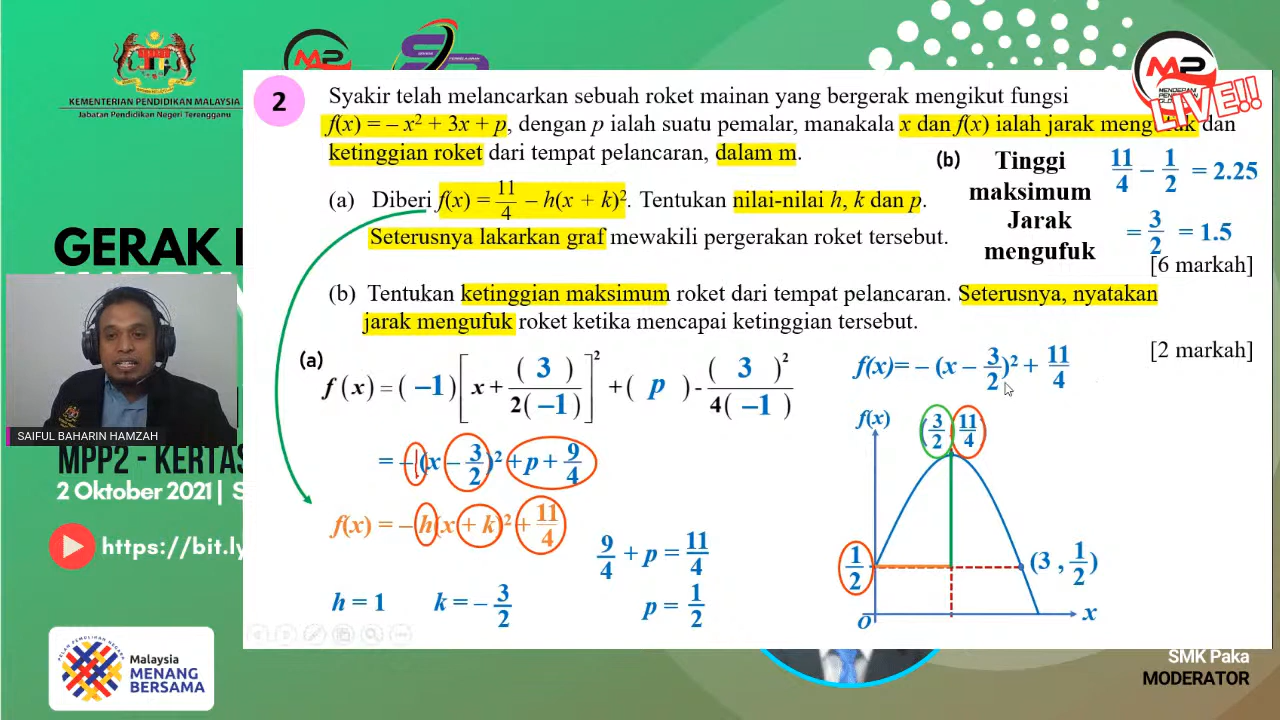 KEMENTERIAN PENDIDIKAN MALAYSIA
Jabatan Pendidikan Negeri Terengganu
MP
MP
LIVE!!
2
Syakir telah melancarkan sebuah roket mainan yang bergerak mengikut fungsi
f(x) = – x² + 3x + p, dengan p ialah suatu pemalar, manakala x dan f(x) ialah jarak mengufuk dan
ketinggian roket dari tempat pelancaran, dalam m.
(a) Diberi f(x) = 11/4 – h(x + k)². Tentukan nilai-nilai h, k dan p.
Seterusnya lakarkan graf mewakili pergerakan roket tersebut.
[6 markah]
(b) Tentukan ketinggian maksimum roket dari tempat pelancaran. Seterusnya, nyatakan
jarak mengufuk roket ketika mencapai ketinggian tersebut.
[2 markah]
(b) Tinggi maksimum 11/4 – 1/2 = 2.25
Jarak mengufuk = 3/2 = 1.5
(a)
f(x) = (–1)[x + (3)/2(–1)]² + (p) - (3)²/4(–1)
= –1(x – 3/2)² + p + 9/4
f(x) = –h(x + k)² + 11/4
9/4 + p = 11/4
h = 1 k = – 3/2 p = 1/2
f(x)= – (x – 3/2)² + 11/4
f(x)
(3/2 11/4
1/2
(3 , 1/2)
O
x
GERAK
SAIFUL BAHARIN HAMZAH
MPP2 - KERTAS
2 Oktober 2021 | S
https://bit.ly
Malaysia
MENANG
BERSAMA
SMK Paka
MODERATOR